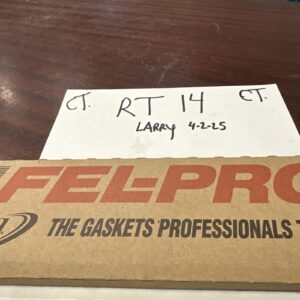 CT. RT 14 CT.
LARRY 4-2-25
FEL-PRO
THE GASKETS PROFESSIONALS T